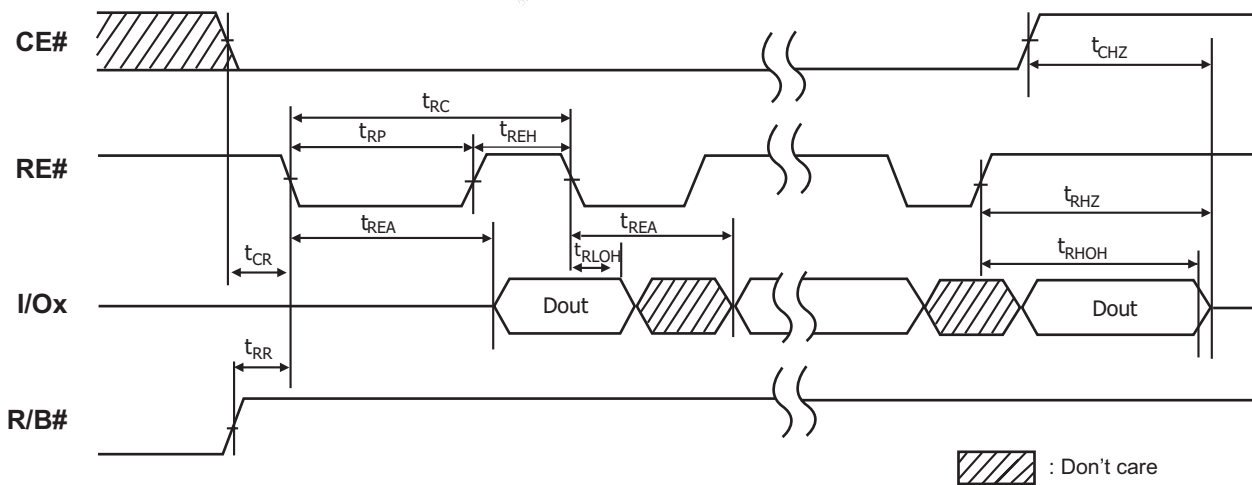 CE#
tCHZ
tRC
tRP
tREH
RE#
tREA
tREA
tRHZ
tRLOH
tRHOH
tCR
I/Ox
Dout
Dout
tRR
R/B#
: Don't care